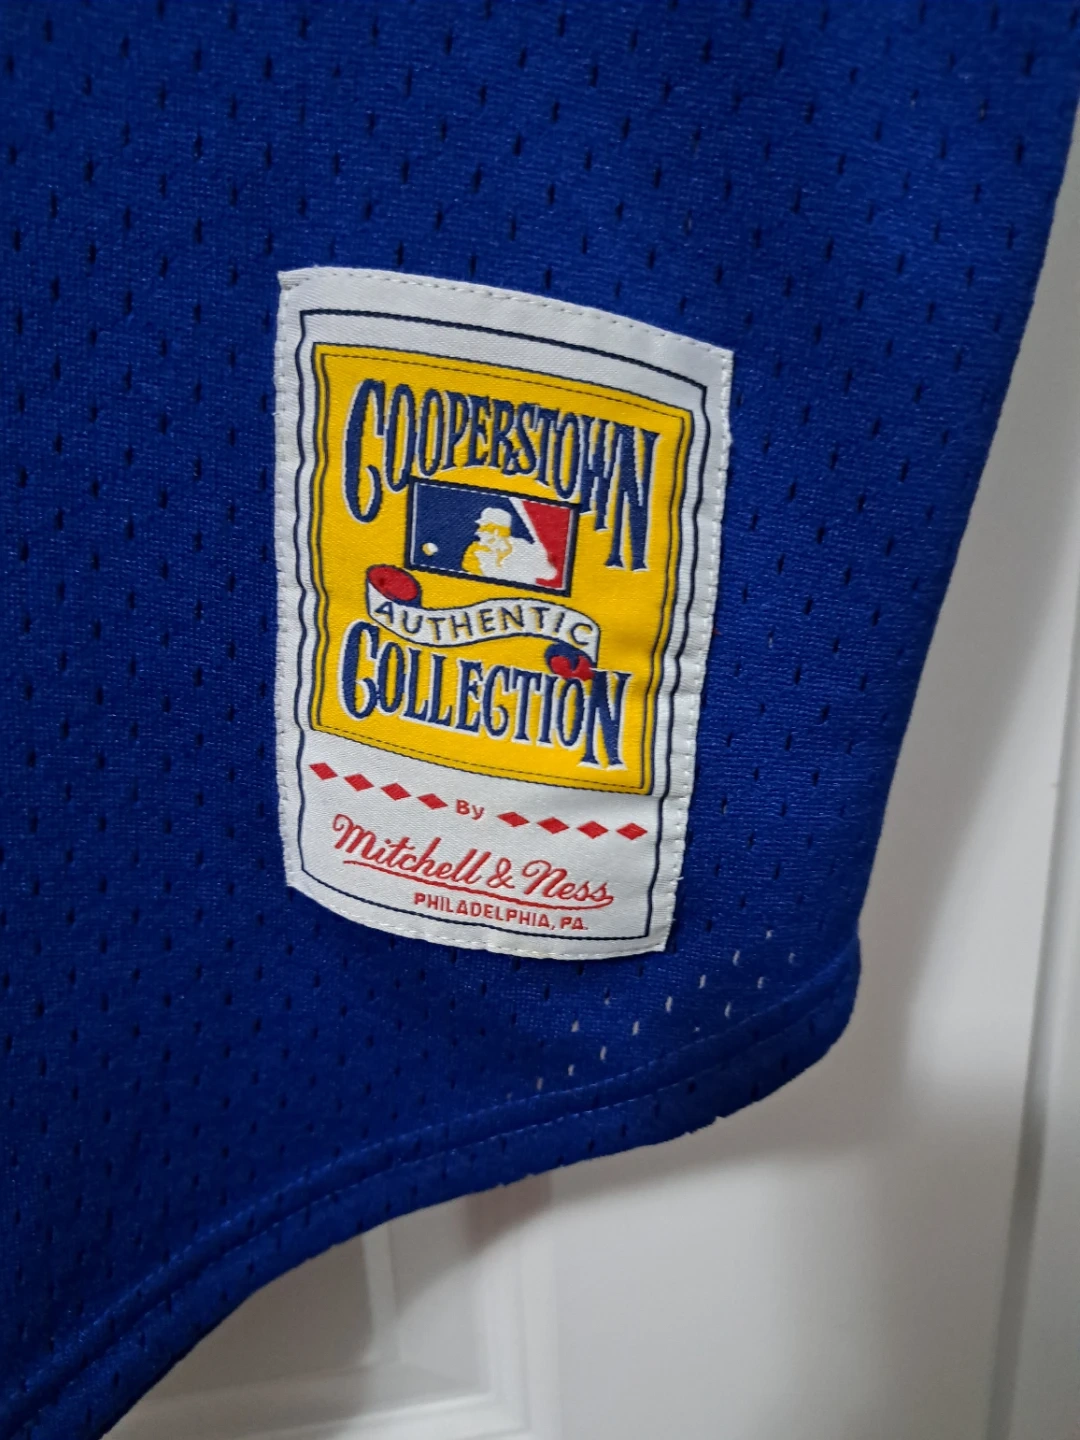 COOPERSTOWN
AUTHENTIC
COLLECTION
By
Mitchell & Ness
PHILADELPHIA, PA.